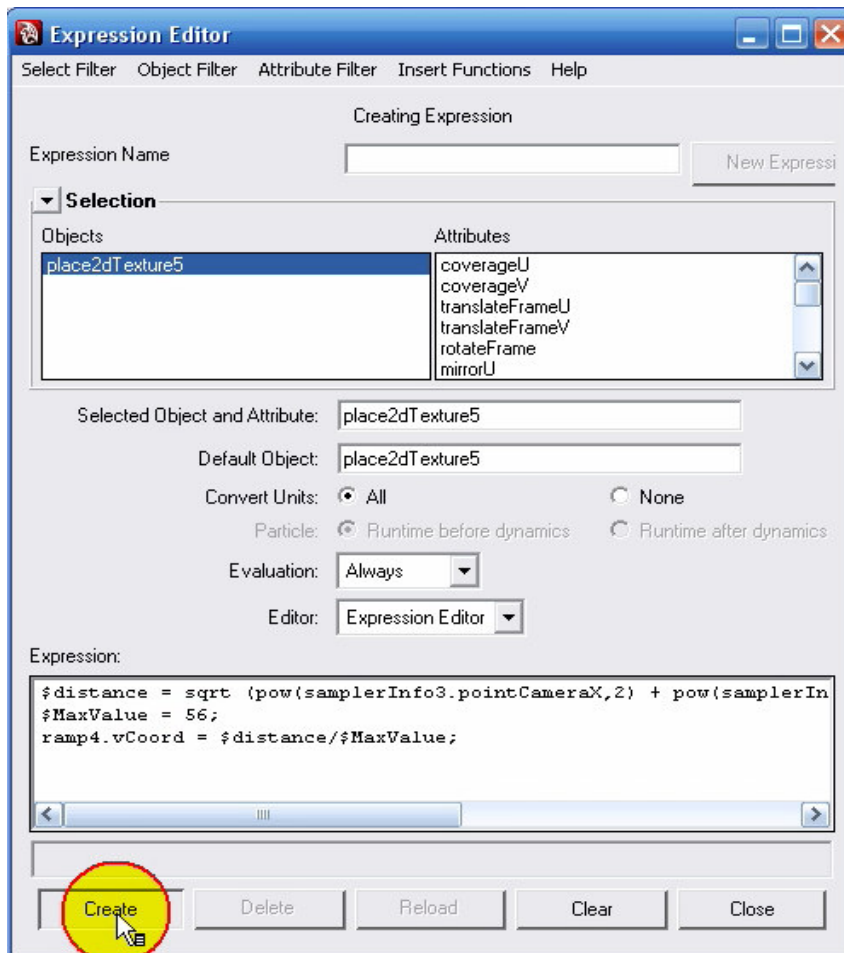 Expression Editor
Select Filter Object Filter Attribute Filter Insert Functions Help
Creating Expression
Expression Name
New Expressi
Selection
Objects Attributes
place2dTexture5
coverageU
coverageV
translateFrameU
translateFrameV
rotateFrame
mirrorU
Selected Object and Attribute: place2dTexture5
Default Object: place2dTexture5
Convert Units: All None
Particle: Runtime before dynamics Runtime after dynamics
Evaluation: Always
Editor: Expression Editor
Expression:
$distance = sqrt (pow(samplerInfo3.pointCameraX,2) + pow(samplerIn
$MaxValue = 56;
ramp4.vCoord = $distance/$MaxValue;
Create Delete Reload Clear Close